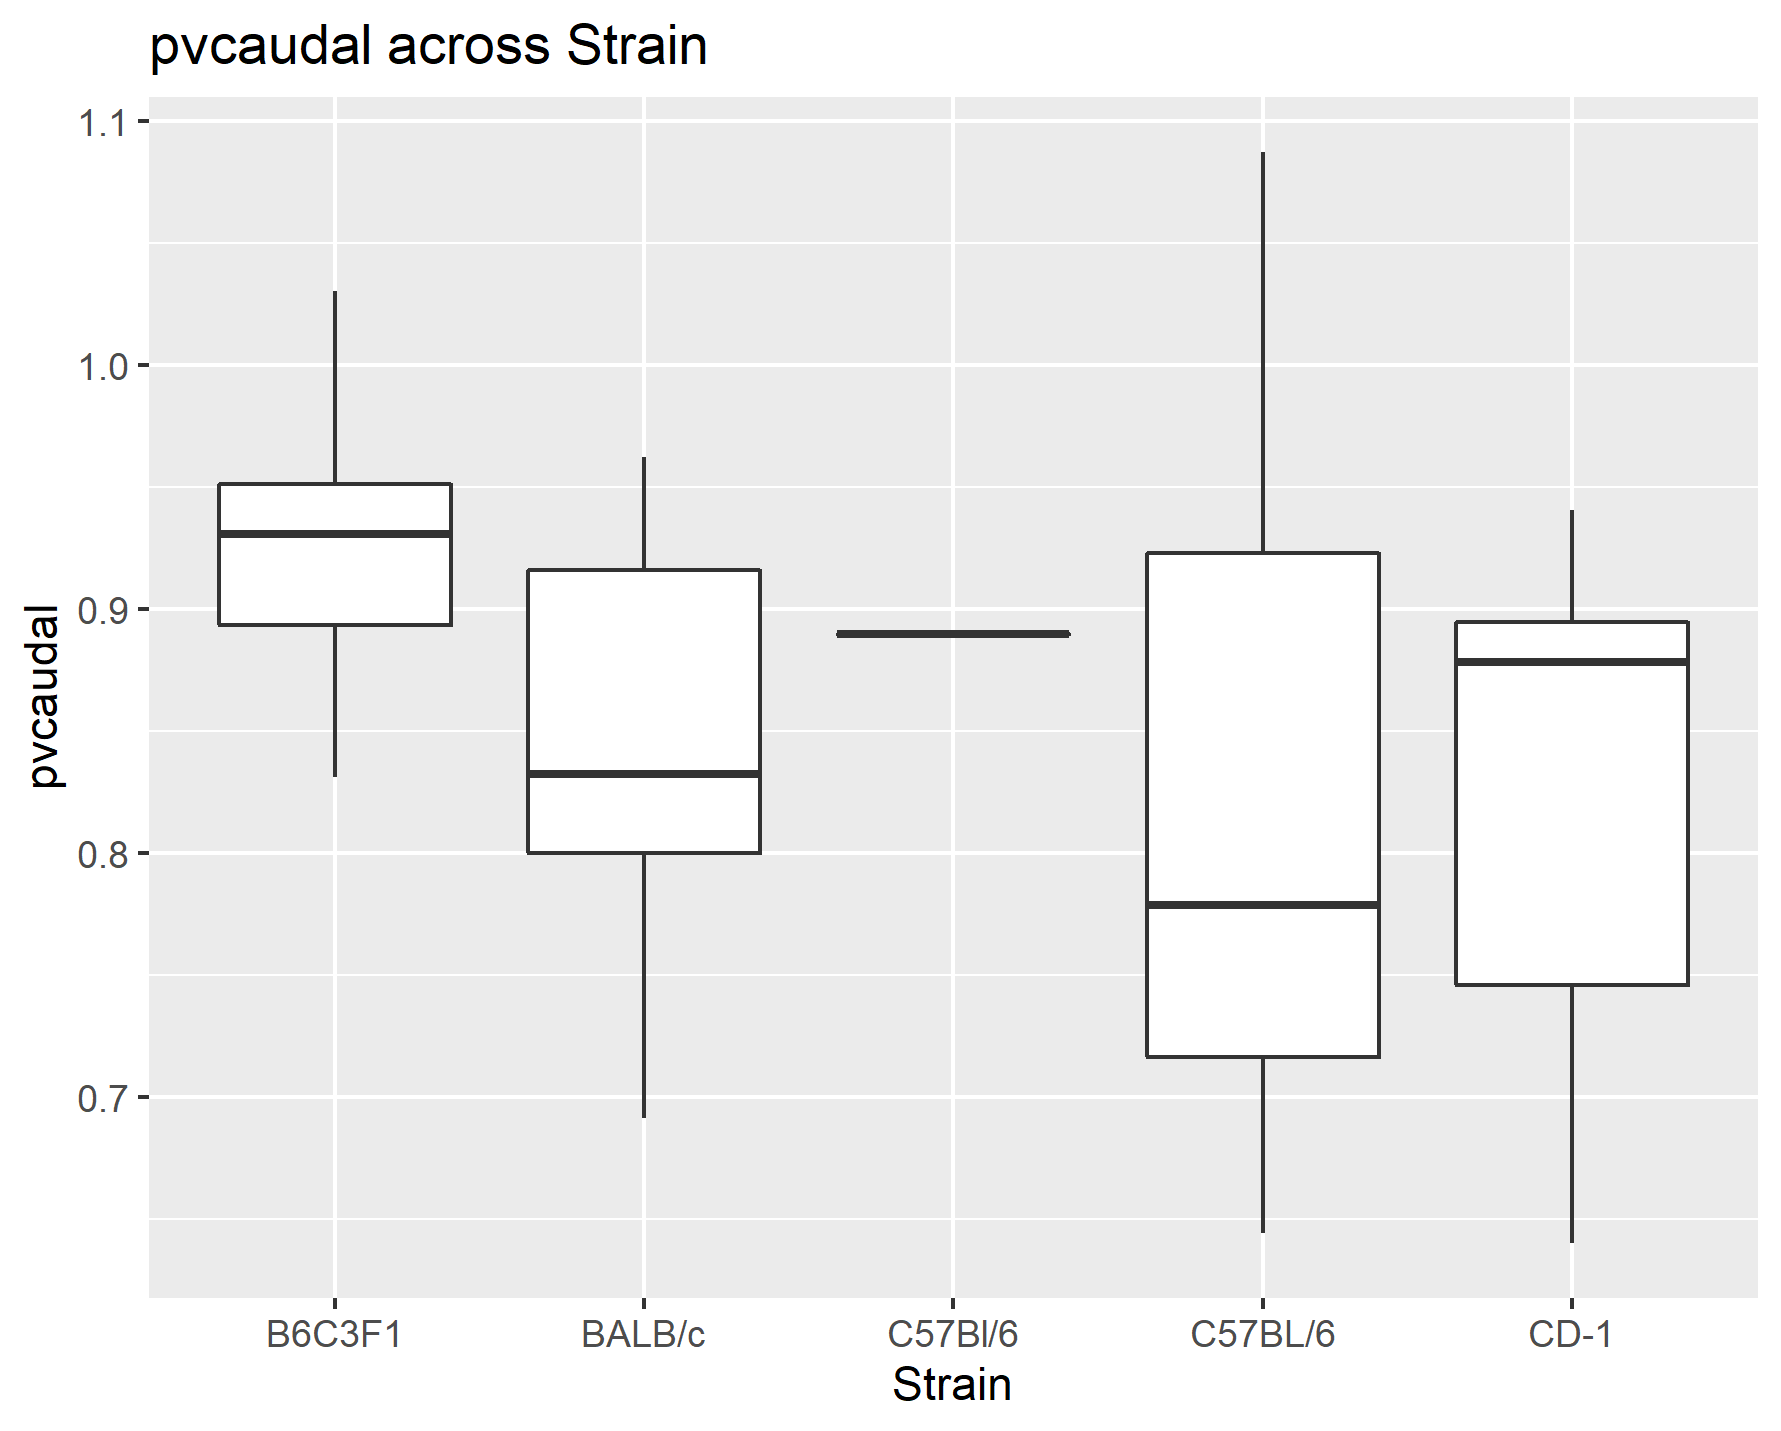 pvcaudal across Strain
1.1
1.0
0.9
0.8
0.7
pvcaudal
B6C3F1 BALB/c C57Bl/6 C57BL/6 CD-1
Strain